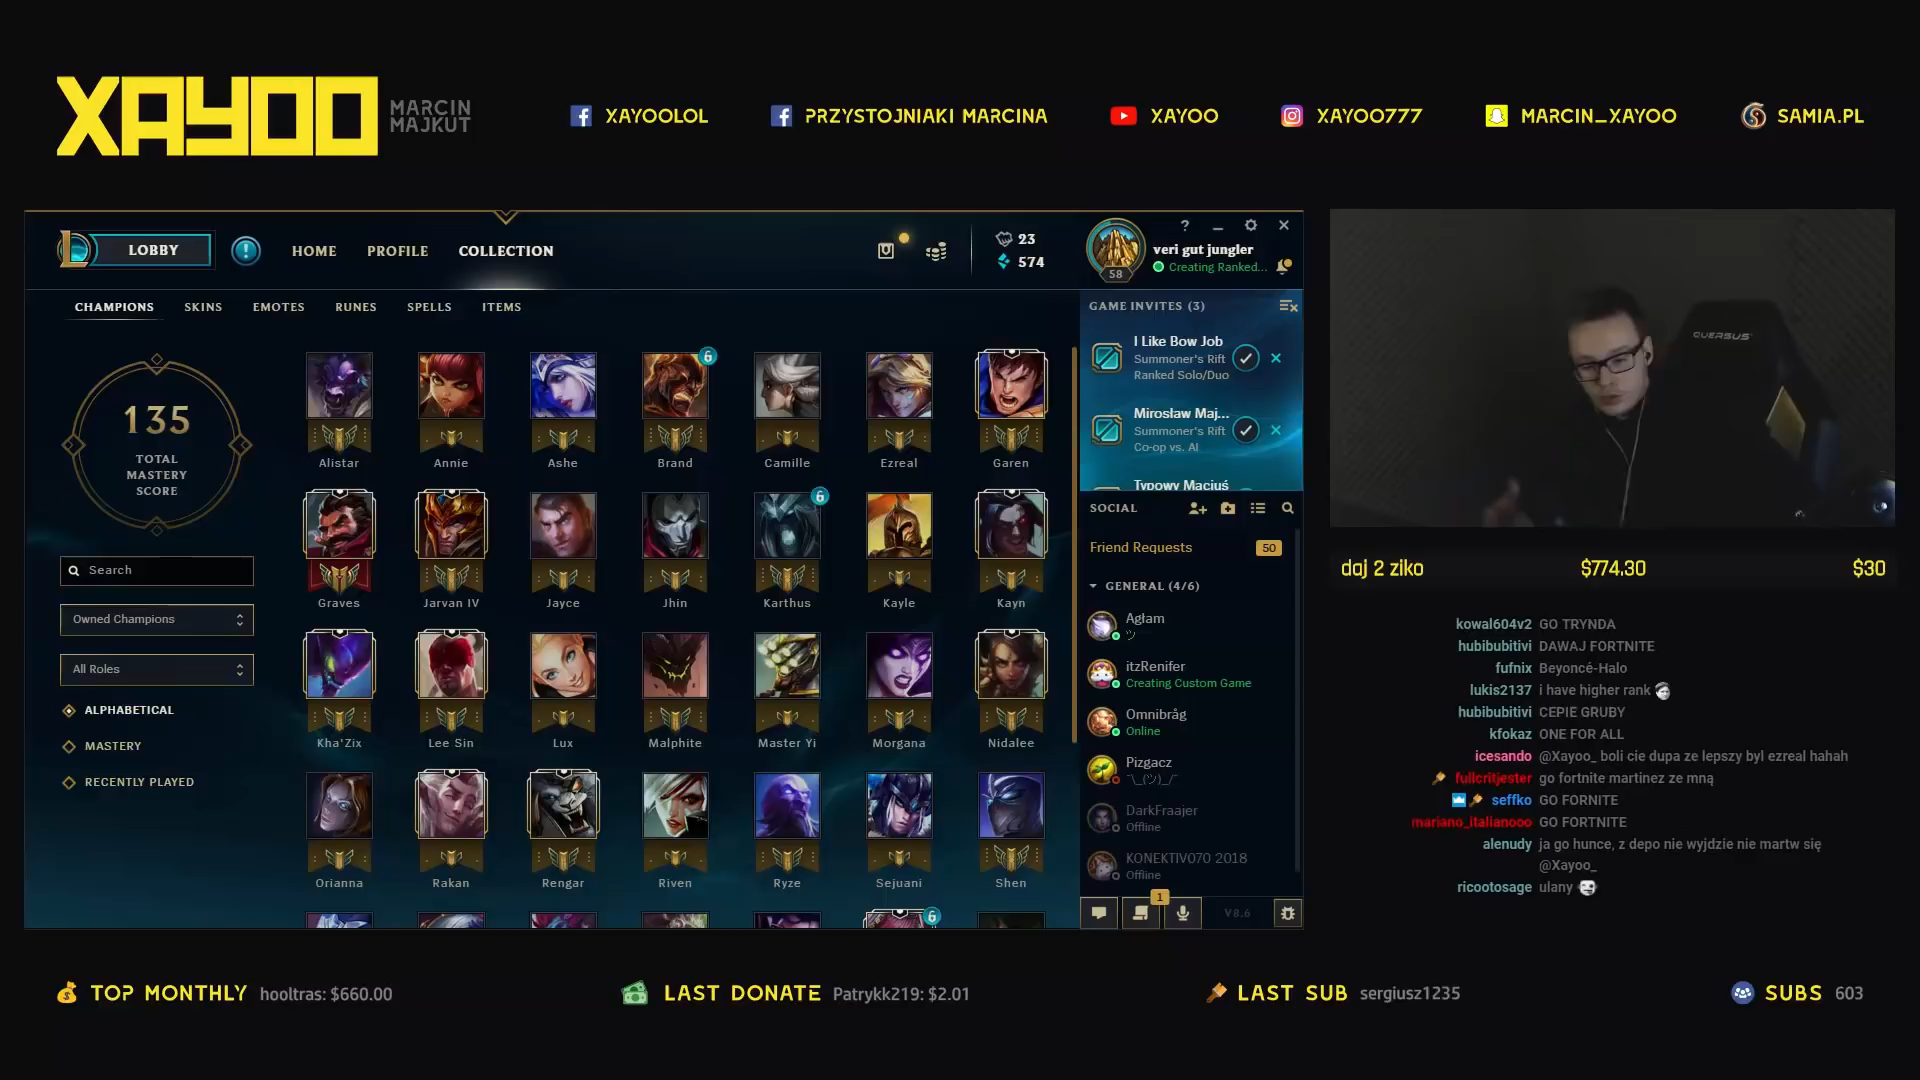 XAYOO
MARCIN
MAJKUT
XAYOOLOL
PRZYSTOJNIAKI MARCINA
XAYOO
XAYOO777
MARCIN_XAYOO
SAMIA.PL
LOBBY
HOME
PROFILE
COLLECTION
23
574
58
?
veri gut jungler
Creating Ranked...
CHAMPIONS
SKINS
EMOTES
RUNES
SPELLS
ITEMS
135
TOTAL
MASTERY
SCORE
Search
Owned Champions
All Roles
ALPHABETICAL
MASTERY
RECENTLY PLAYED
6
Alistar
Annie
Ashe
Brand
Camille
Ezreal
Garen
6
Graves
Jarvan IV
Jayce
Jhin
Karthus
Kayle
Kayn
Kha'Zix
Lee Sin
Lux
Malphite
Master Yi
Morgana
Nidalee
Orianna
Rakan
Rengar
Riven
Ryze
Sejuani
Shen
6
GAME INVITES (3)
I Like Bow Job
Summoner's Rift
Ranked Solo/Duo
Mirosław Maj...
Summoner's Rift
Co-op vs. AI
Typowy Maciuś
SOCIAL
Friend Requests
50
GENERAL (4/6)
Agłam
ツ
itzRenifer
Creating Custom Game
Omnibråg
Online
Pizgacz
¯\_(ツ)_/¯
DarkFraajer
Offline
KONEKTIV070 2018
Offline
1
V8.6
QUERSUS
daj 2 ziko
$774.30
$30
kowal604v2 GO TRYNDA
hubibubitivi DAWAJ FORTNITE
fufnix Beyoncé-Halo
lukis2137 i have higher rank
hubibubitivi CEPIE GRUBY
kfokaz ONE FOR ALL
icesando @Xayoo_ boli cie dupa ze lepszy byl ezreal hahah
fullcritjester go fortnite martinez ze mną
seffko GO FORNITE
mariano_italianooo GO FORTNITE
alenudy ja go hunce, z depo nie wyjdzie nie martw się
@Xayoo_
ricootosage ulany
TOP MONTHLY hooltras: $660.00
LAST DONATE Patrykk219: $2.01
LAST SUB sergiusz1235
SUBS 603